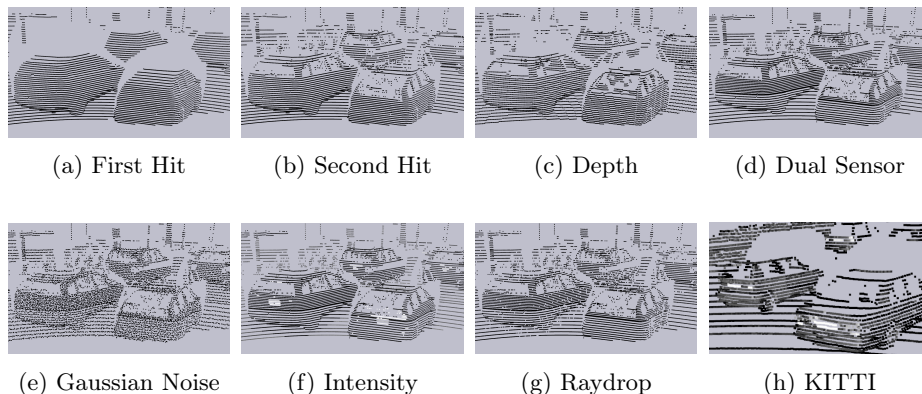 (a) First Hit
(b) Second Hit
(c) Depth
(d) Dual Sensor
(e) Gaussian Noise
(f) Intensity
(g) Raydrop
(h) KITTI